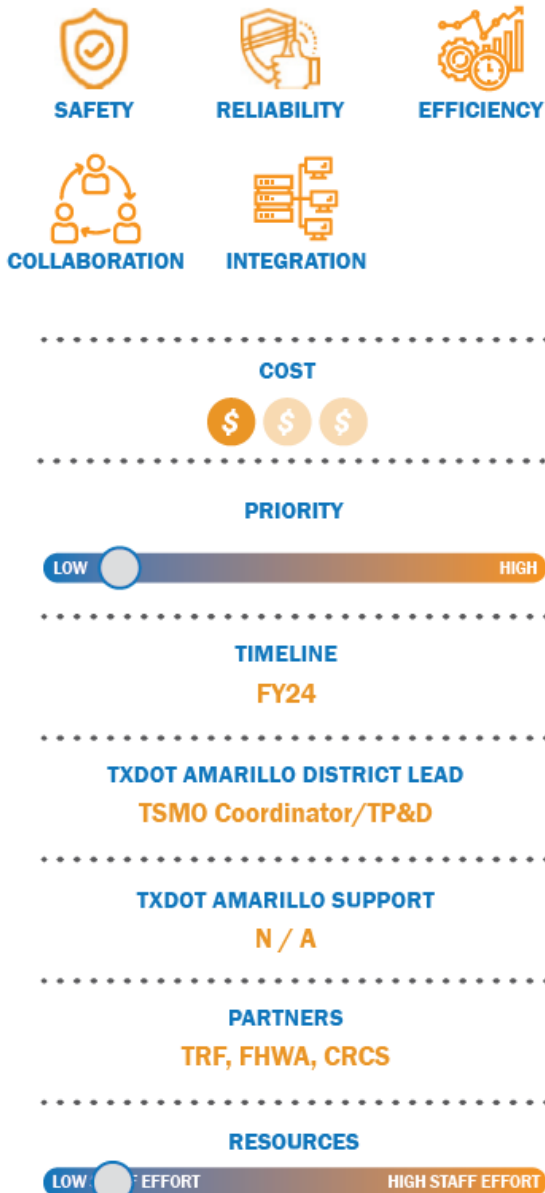 SAFETY RELIABILITY EFFICIENCY
COLLABORATION INTEGRATION
COST
$ $ $
PRIORITY
LOW HIGH
TIMELINE
FY24
TXDOT AMARILLO DISTRICT LEAD
TSMO Coordinator/TP&D
TXDOT AMARILLO SUPPORT
N / A
PARTNERS
TRF, FHWA, CRCS
RESOURCES
LOW EFFORT HIGH STAFF EFFORT